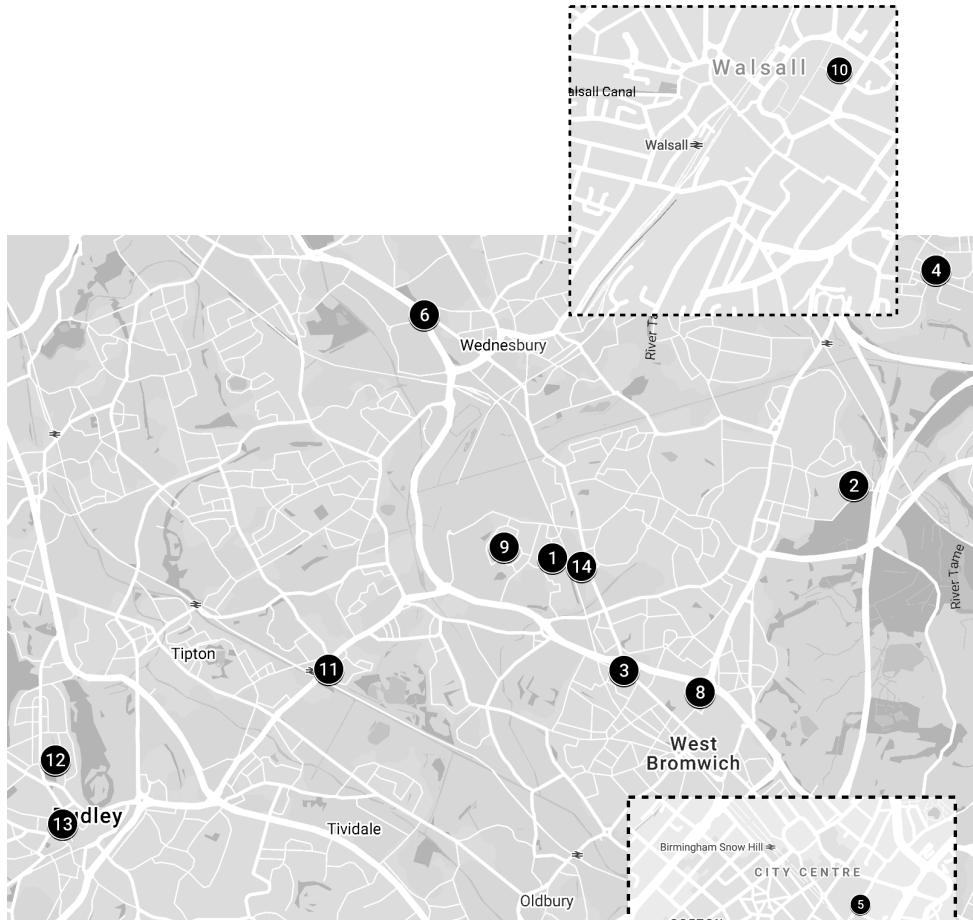 Walsall
10
alsall Canal
Walsall
4
6
River Ta
Wednesbury
2
9
1
14
River Tame
Tipton
11
3
8
West
Bromwich
12
13
dley
Tividale
Birmingham Snow Hill
CITY CENTRE
Oldbury
5